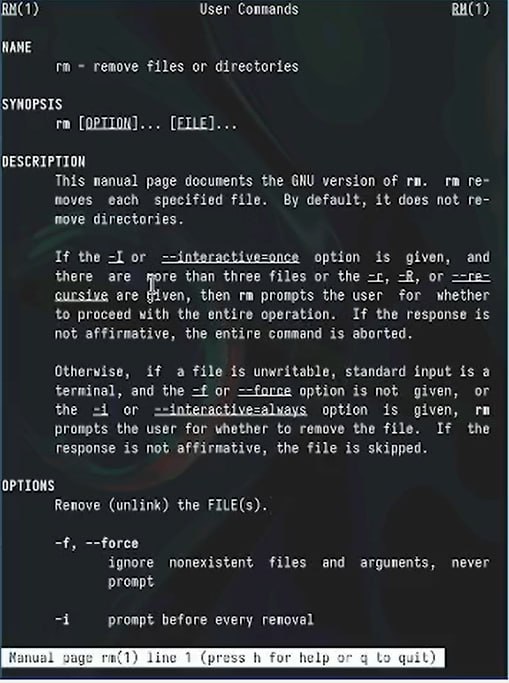 RM(1) User Commands RM(1)
NAME
rm - remove files or directories
SYNOPSIS
rm [OPTION]... [FILE]...
DESCRIPTION
This manual page documents the GNU version of rm. rm re-
moves each specified file. By default, it does not re-
move directories.
If the -I or --interactive=once option is given, and
there are more than three files or the -r, -R, or --re-
cursive are given, then rm prompts the user for whether
to proceed with the entire operation. If the response is
not affirmative, the entire command is aborted.
Otherwise, if a file is unwritable, standard input is a
terminal, and the -f or --force option is not given, or
the -i or --interactive=always option is given, rm
prompts the user for whether to remove the file. If the
response is not affirmative, the file is skipped.
OPTIONS
Remove (unlink) the FILE(s).
-f, --force
ignore nonexistent files and arguments, never
prompt
-i prompt before every removal
Manual page rm(1) line 1 (press h for help or q to quit)